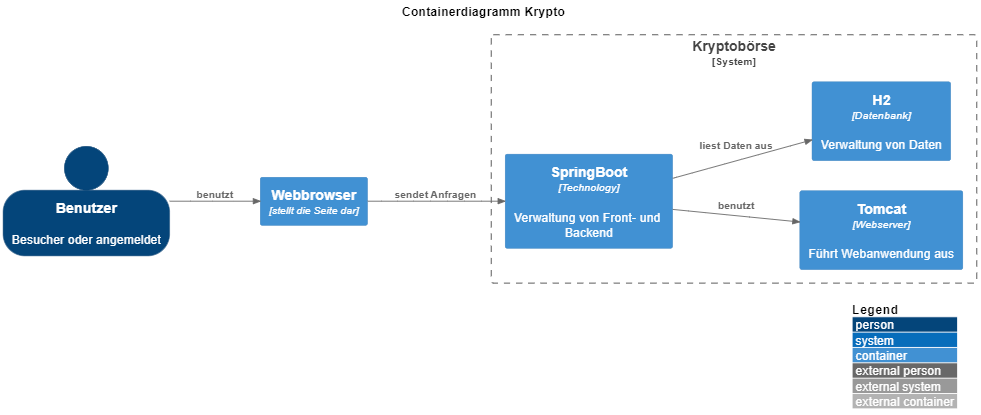 Containerdiagramm Krypto
Kryptobörse
[System]
Benutzer
Besucher oder angemeldet
benutzt
Webbrowser
[stellt die Seite dar]
sendet Anfragen
SpringBoot
[Technology]
Verwaltung von Front- und
Backend
liest Daten aus
H2
[Datenbank]
Verwaltung von Daten
benutzt
Tomcat
[Webserver]
Führt Webanwendung aus
Legend
person
system
container
external person
external system
external container